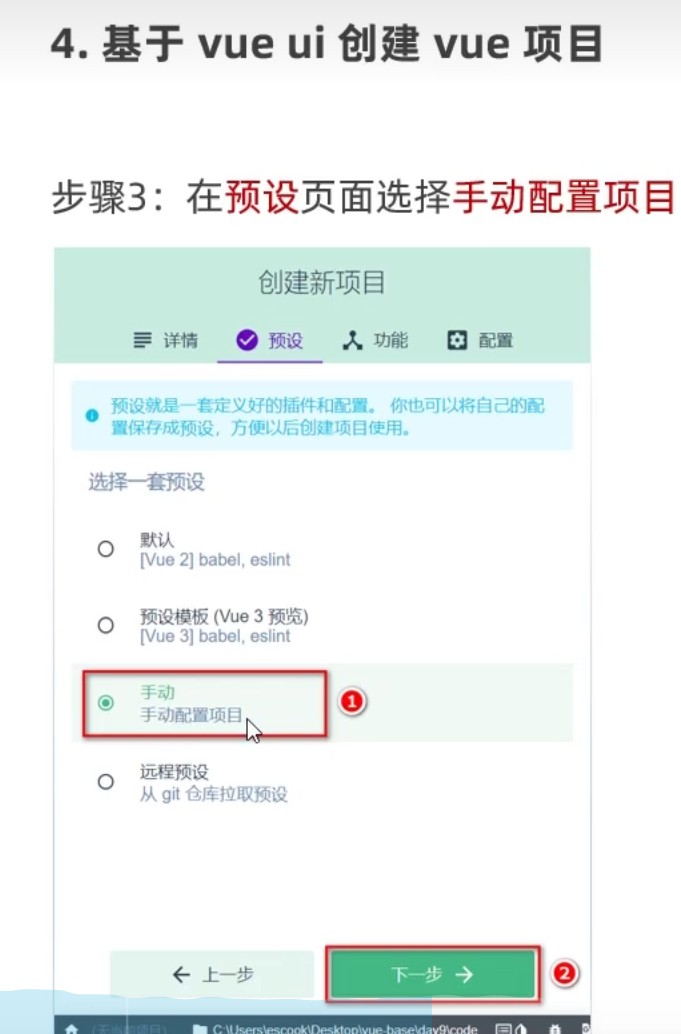 4. 基于 vue ui 创建 vue 项目
步骤3：在预设页面选择手动配置项目
创建新项目
详情 预设 功能 配置
预设就是一套定义好的插件和配置。 你也可以将自己的配
置保存成预设，方便以后创建项目使用。
选择一套预设
默认
[Vue 2] babel, eslint
预设模板 (Vue 3 预览)
[Vue 3] babel, eslint
手动
手动配置项目
1
远程预设
从 git 仓库拉取预设
← 上一步 下一步 → 2
(无当前项目) C:\Users\escook\Desktop\vue-base\day9\code